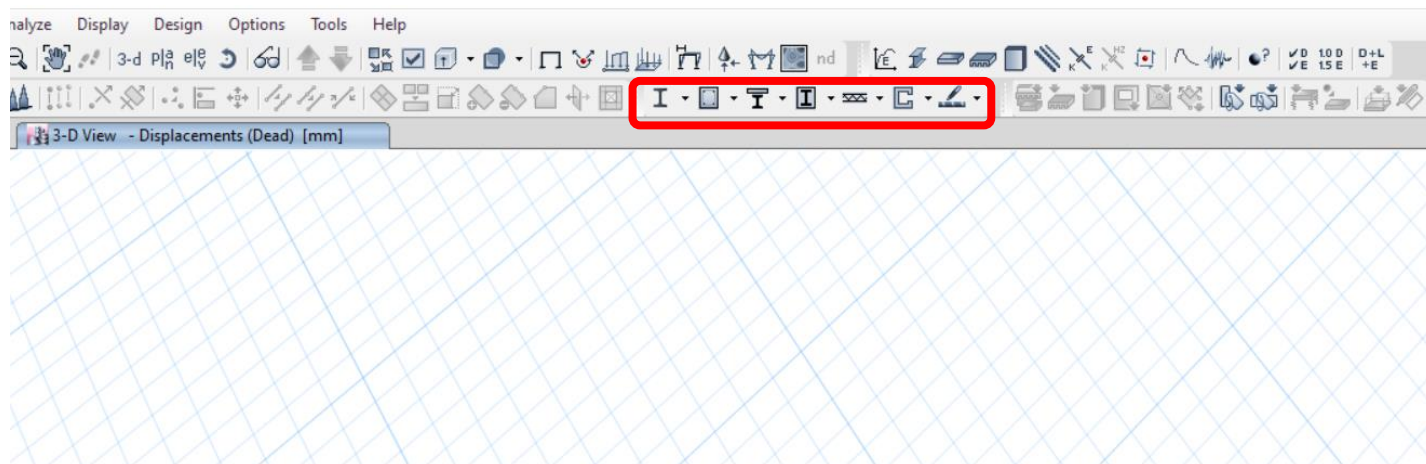 nalyze Display Design Options Tools Help
3-d pla n ele v nd E E K HZ K ? D E 1.0 D 1.5 E D+L +E
3-D View - Displacements (Dead) [mm]